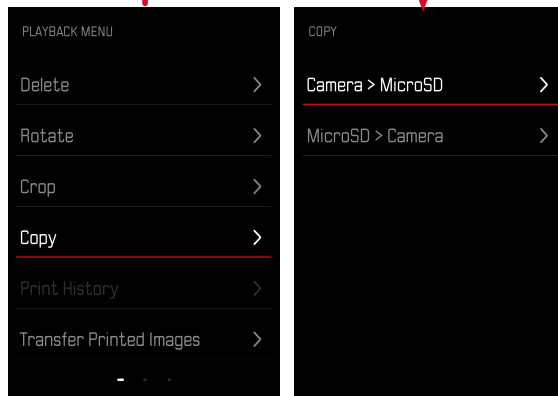 PLAYBACK MENU
Delete
Rotate
Crop
Copy
Print History
Transfer Printed Images
COPY
Camera > MicroSD
MicroSD > Camera